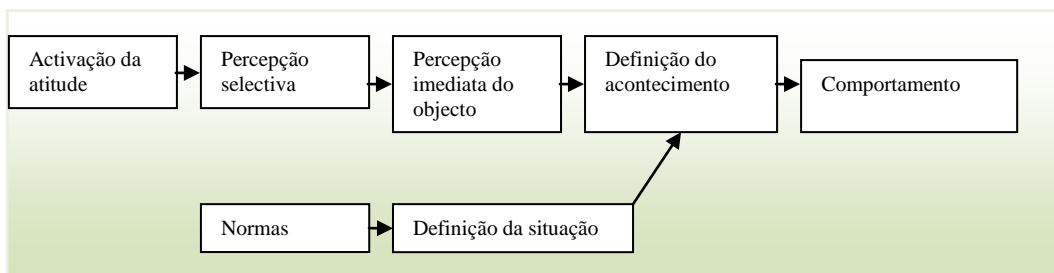 Activação da
atitude
Percepção
selectiva
Percepção
imediata do
objecto
Definição do
acontecimento
Comportamento
Normas
Definição da situação